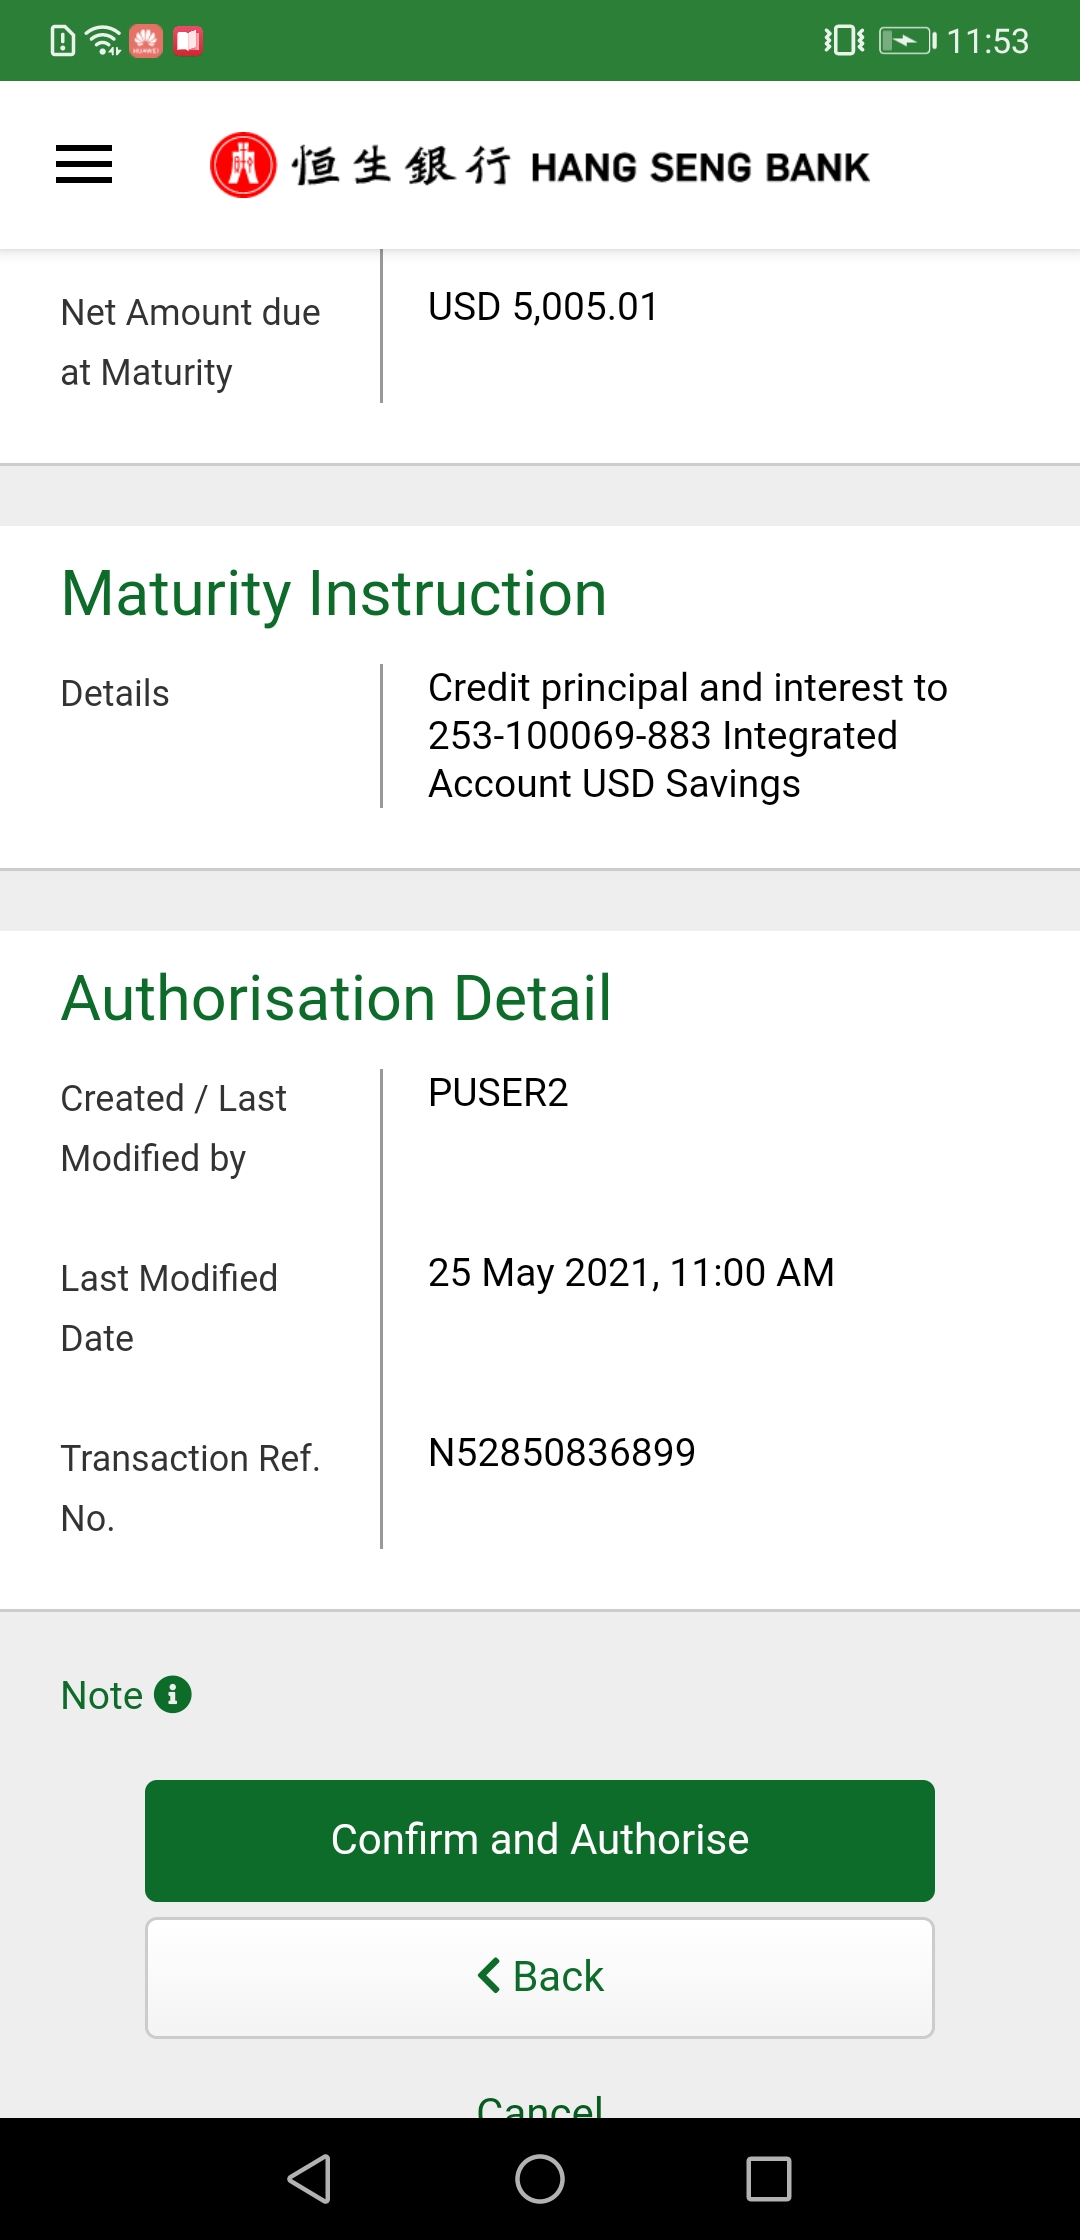 11:53
恒生銀行 HANG SENG BANK
Net Amount due
at Maturity
USD 5,005.01
Maturity Instruction
Details
Credit principal and interest to
253-100069-883 Integrated
Account USD Savings
Authorisation Detail
Created / Last
Modified by
PUSER2
Last Modified
Date
25 May 2021, 11:00 AM
Transaction Ref.
No.
N52850836899
Note
Confirm and Authorise
Back
Cancel